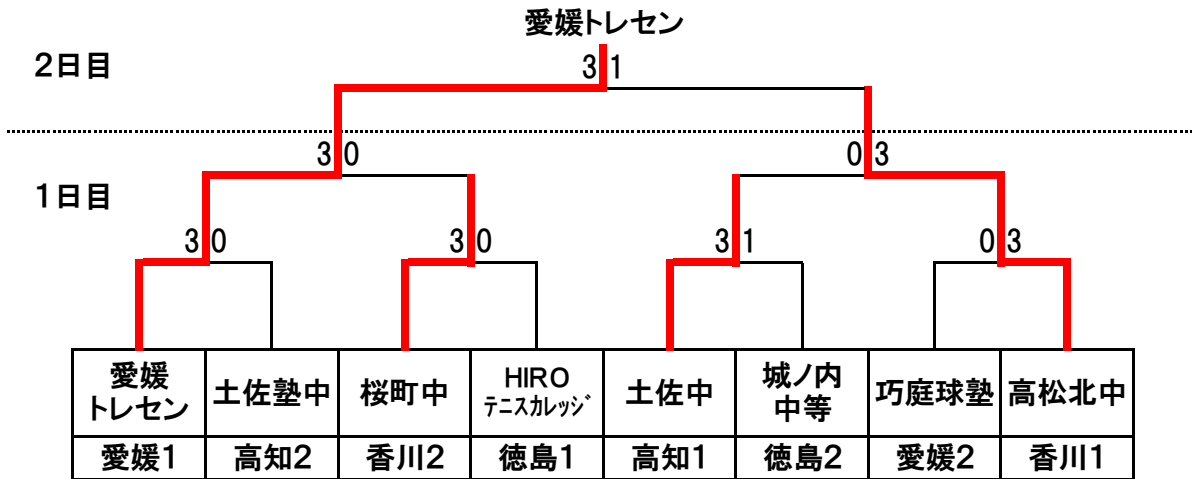 愛媛トレセン
2日目
3 1
3 0
0 3
1日目
3 0
3 0
3 1
0 3
愛媛
トレセン
土佐塾中
桜町中
HIRO
テニスカレッジ
土佐中
城ノ内
中等
巧庭球塾
高松北中
愛媛1
高知2
香川2
徳島1
高知1
徳島2
愛媛2
香川1